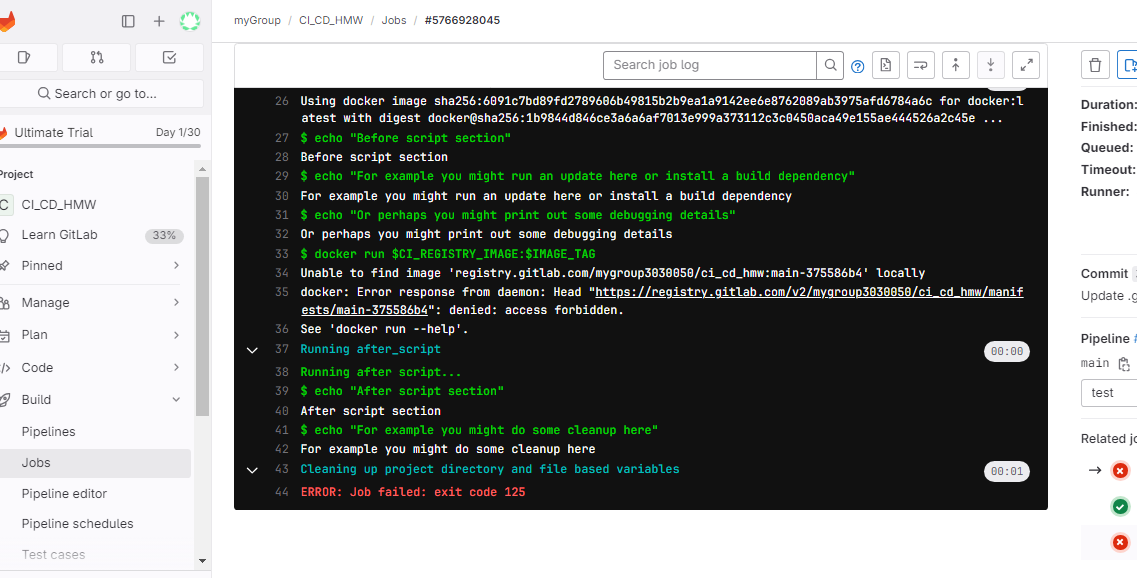 myGroup / CI_CD_HMW / Jobs / #5766928045
Search or go to...
Ultimate Trial Day 1/30
Project
C CI_CD_HMW
Learn GitLab 33%
Pinned
Manage
Plan
Code
Build
Pipelines
Jobs
Pipeline editor
Pipeline schedules
Test cases
Search job log
26 Using docker image sha256:6091c7bd89fd2789606b49815b2b9ea1a9142ee6e8762089ab3975afd6784a6c for docker:l
atest with digest docker@sha256:1b9844d846ce3a6a6af7013e999a373112c3c0450aca49e155ae444526a2c45e ...
27 $ echo "Before script section"
28 Before script section
29 $ echo "For example you might run an update here or install a build dependency"
30 For example you might run an update here or install a build dependency
31 $ echo "Or perhaps you might print out some debugging details"
32 Or perhaps you might print out some debugging details
33 $ docker run $CI_REGISTRY_IMAGE:$IMAGE_TAG
34 Unable to find image 'registry.gitlab.com/mygroup3030050/ci_cd_hmw:main-375586b4' locally
35 docker: Error response from daemon: Head "https://registry.gitlab.com/v2/mygroup3030050/ci_cd_hmw/manif
ests/main-375586b4": denied: access forbidden.
36 See 'docker run --help'.
37 Running after_script 00:00
38 Running after script...
39 $ echo "After script section"
40 After script section
41 $ echo "For example you might do some cleanup here"
42 For example you might do some cleanup here
43 Cleaning up project directory and file based variables 00:01
44 ERROR: Job failed: exit code 125
Duration:
Finished:
Queued:
Timeout:
Runner:
Commit
Update .g
Pipeline #
main
test
Related jo